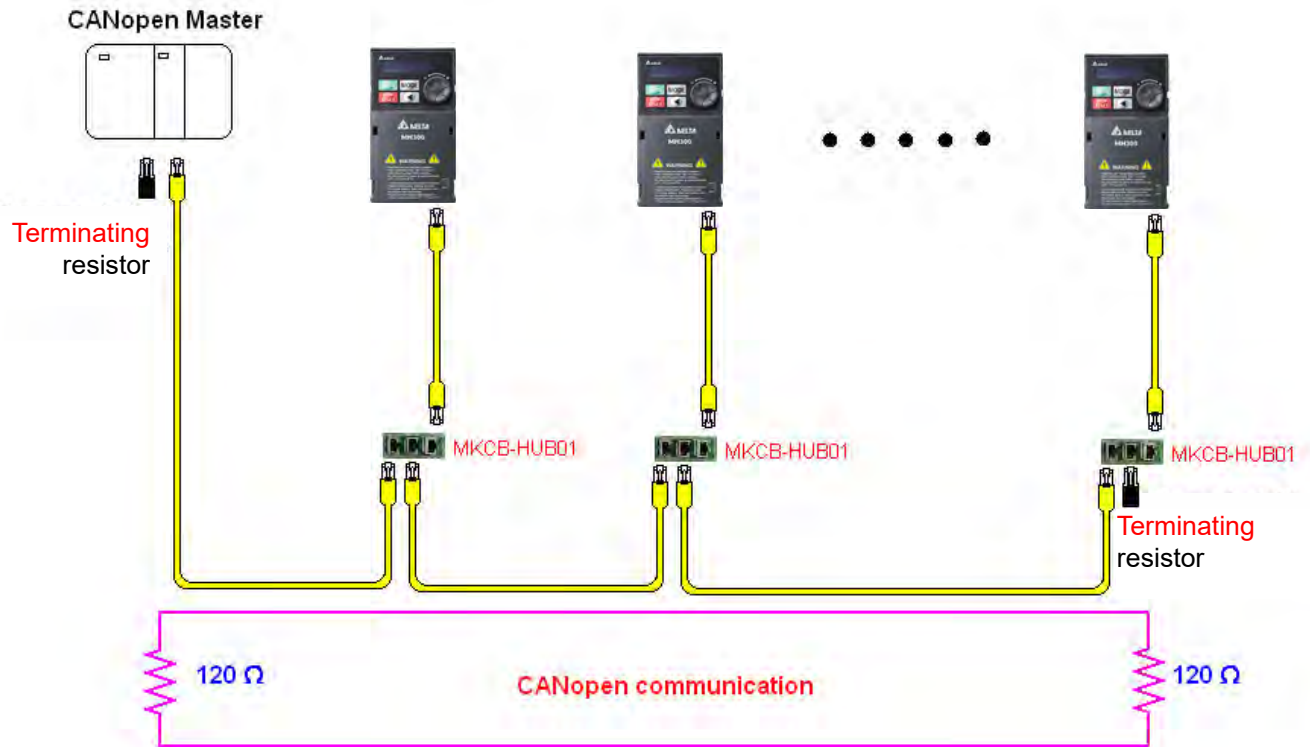 CANopen Master
Terminating
resistor
MKCB-HUB01
MKCB-HUB01
MKCB-HUB01
Terminating
resistor
120 Ω
CANopen communication
120 Ω